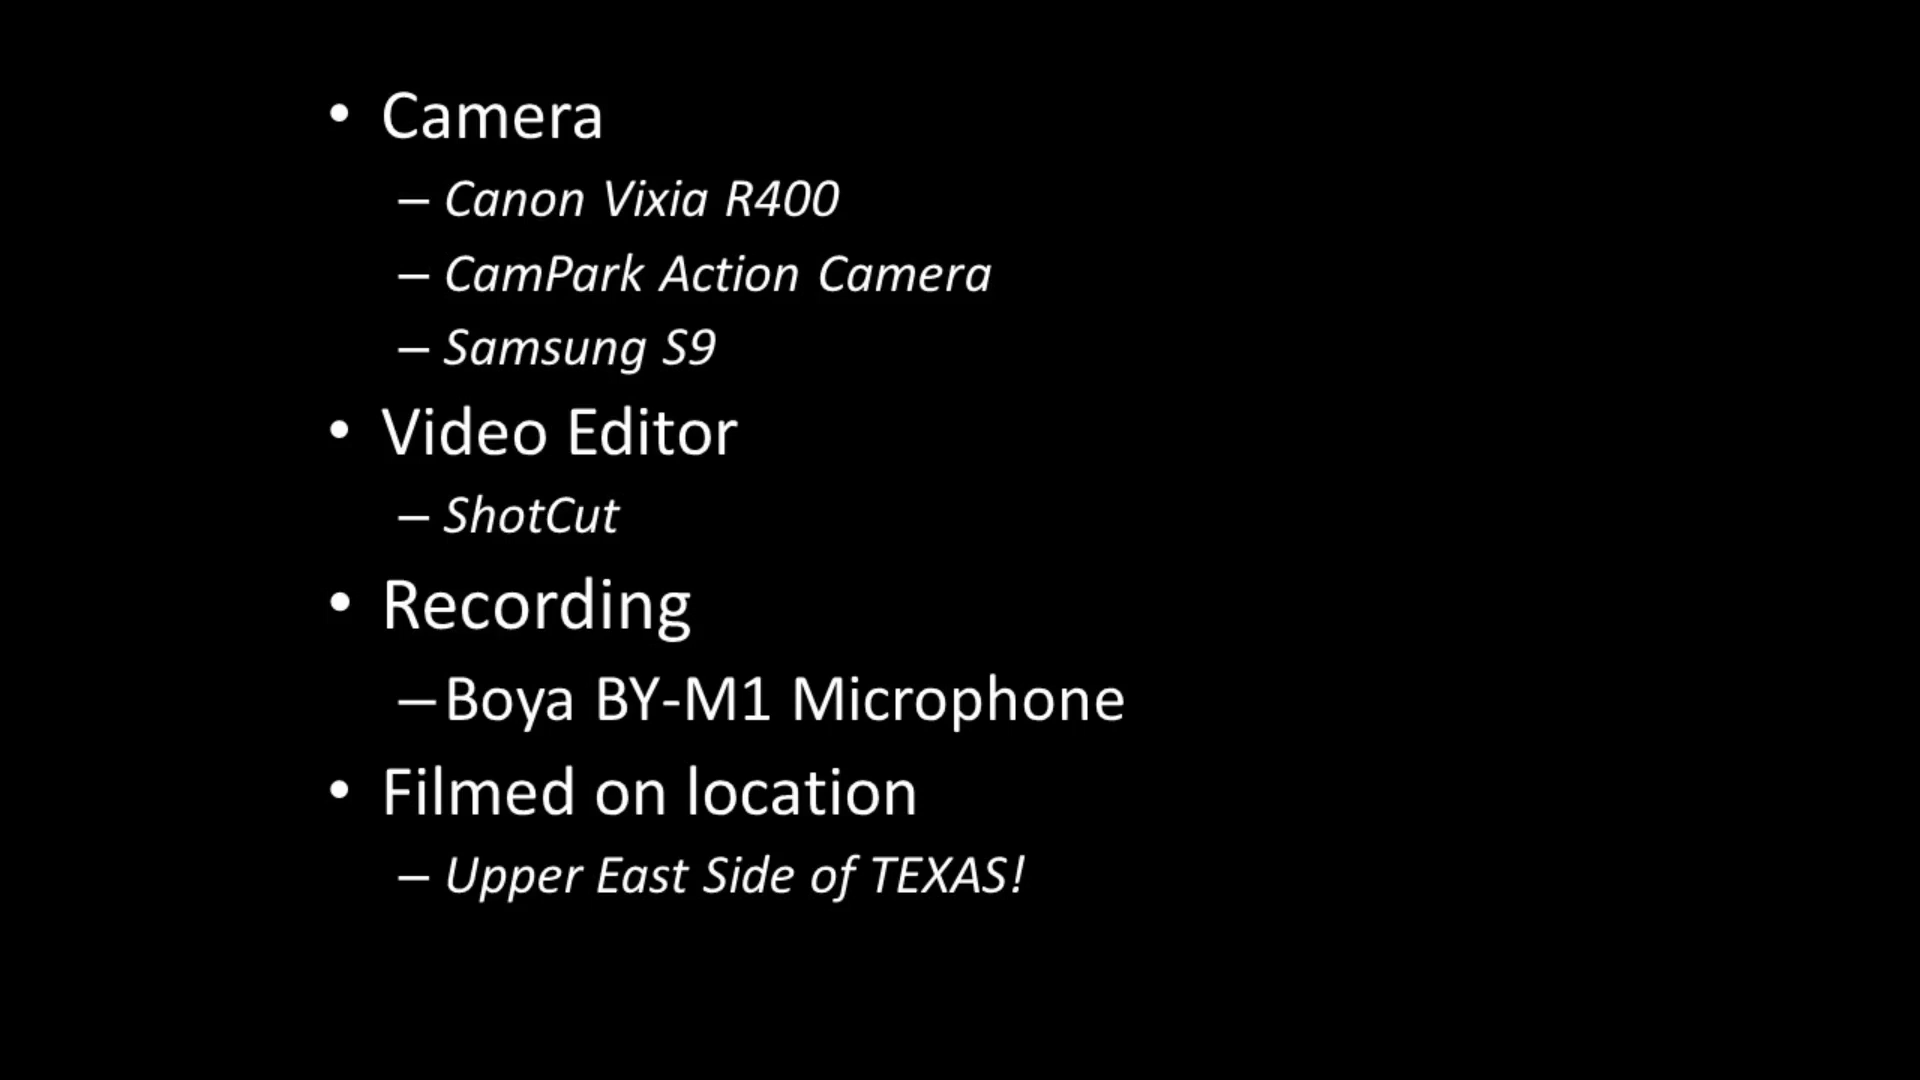 • Camera
– Canon Vixia R400
– CamPark Action Camera
– Samsung S9
• Video Editor
– ShotCut
• Recording
–Boya BY-M1 Microphone
• Filmed on location
– Upper East Side of TEXAS!